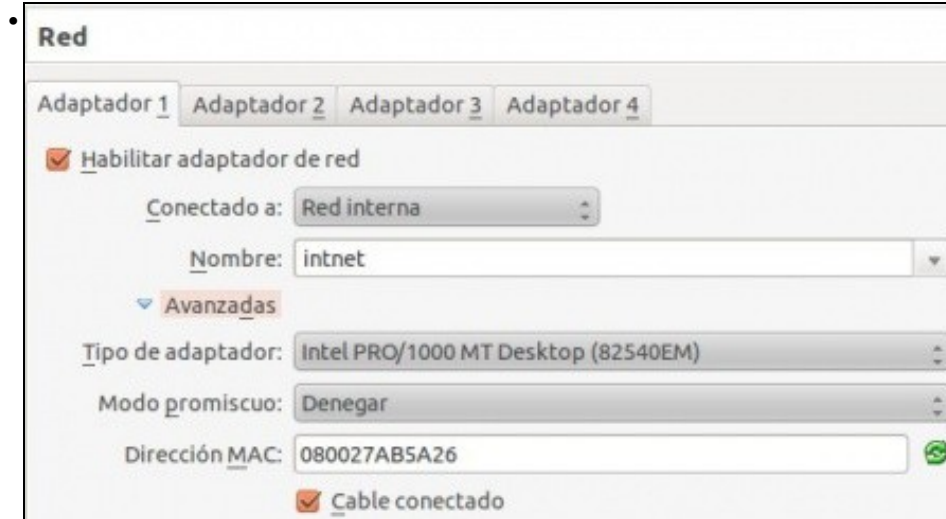 Red
Adaptador 1 Adaptador 2 Adaptador 3 Adaptador 4
Habilitar adaptador de red
Conectado a: Red interna
Nombre: intnet
Avanzadas
Tipo de adaptador: Intel PRO/1000 MT Desktop (82540EM)
Modo promiscuo: Denegar
Dirección MAC: 080027AB5A26
Cable conectado